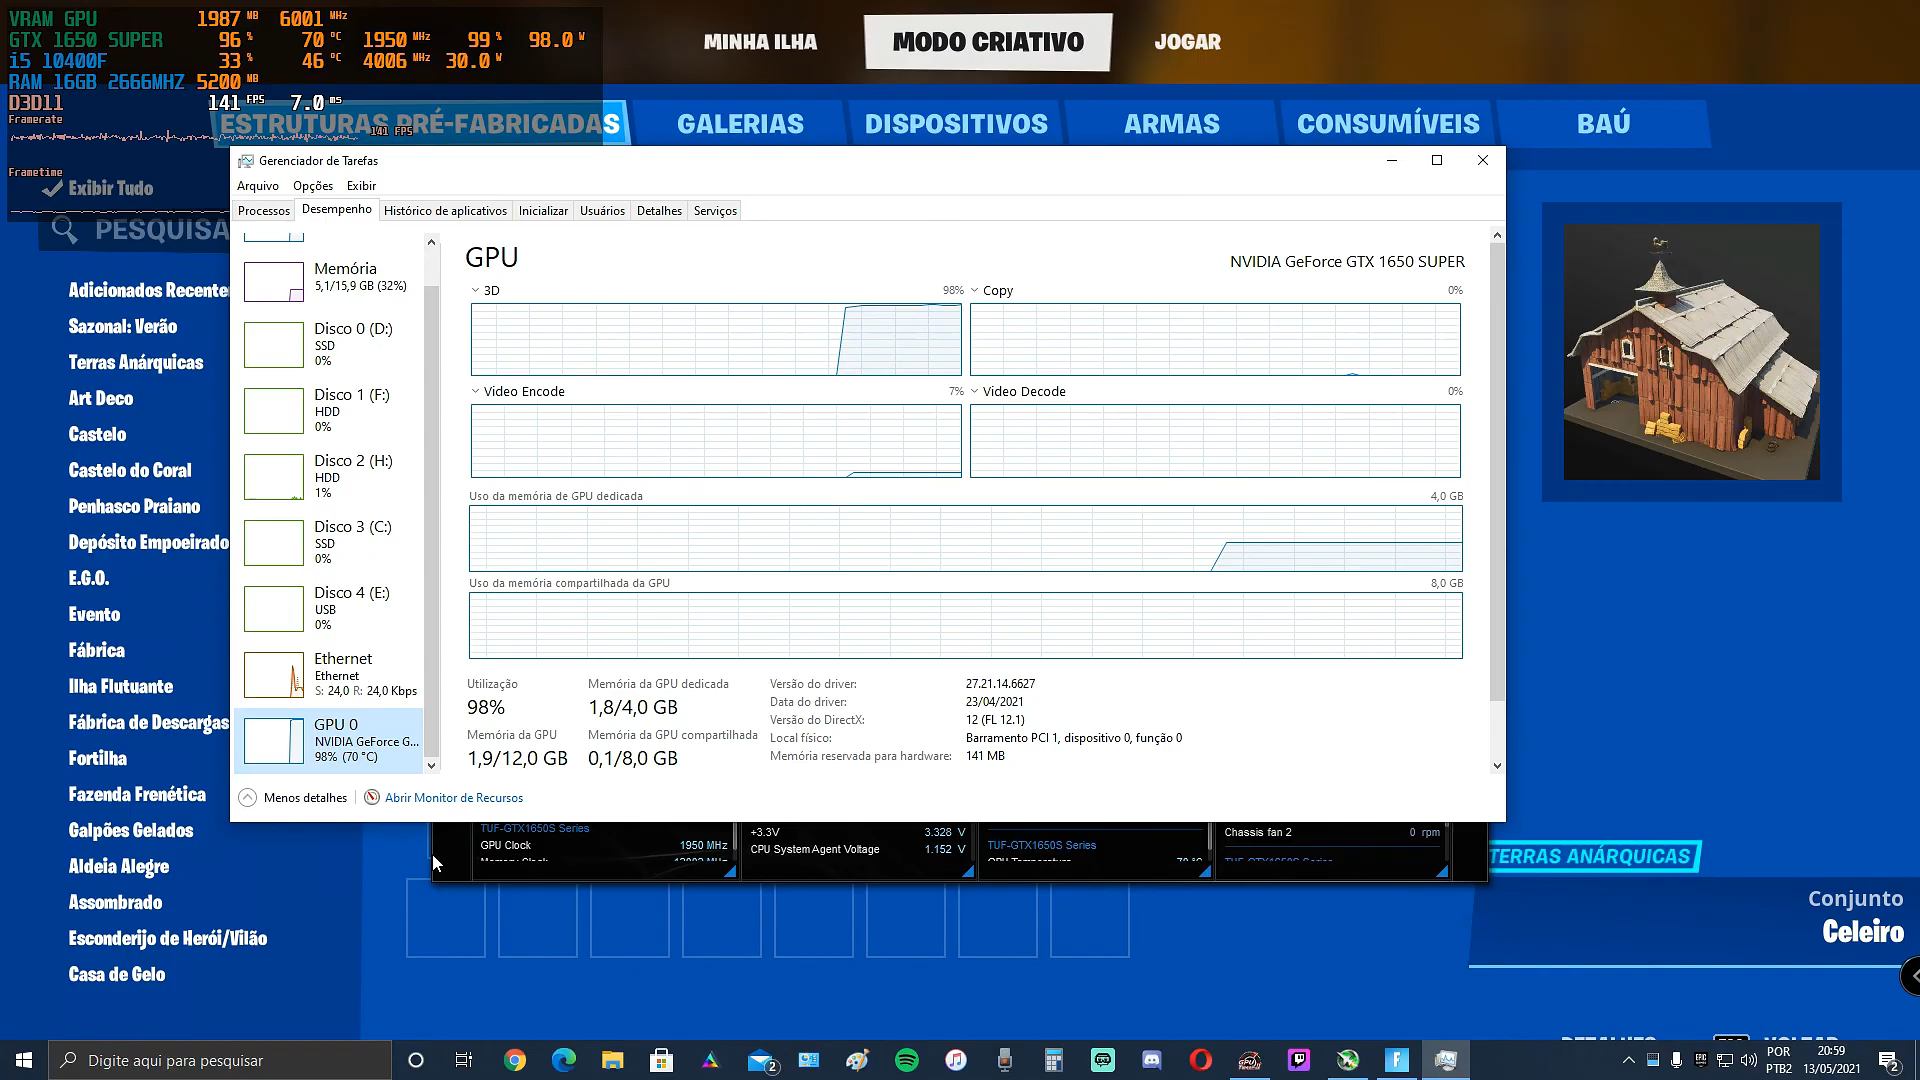 VRAM GPU 1987 MB 6001 MHz
GTX 1650 SUPER 96 % 70 °C 1950 MHz 99 % 98.0 W
i5 10400F 33 % 46 °C 4006 MHz 30.0 W
RAM 16GB 2666MHZ 5200 MB
D3D11 141 FPS 7.0 ms
Framerate
141 FPS
Frametime
MINHA ILHA
MODO CRIATIVO
JOGAR
ESTRUTURAS PRÉ-FABRICADAS
GALERIAS
DISPOSITIVOS
ARMAS
CONSUMÍVEIS
BAÚ
Exibir Tudo
PESQUISA
Adicionados Recente
Sazonal: Verão
Terras Anárquicas
Art Deco
Castelo
Castelo do Coral
Penhasco Praiano
Depósito Empoeirado
E.G.O.
Evento
Fábrica
Ilha Flutuante
Fábrica de Descargas
Fortilha
Fazenda Frenética
Galpões Gelados
Aldeia Alegre
Assombrado
Esconderijo de Herói/Vilão
Casa de Gelo
Gerenciador de Tarefas
Arquivo Opções Exibir
Processos Desempenho Histórico de aplicativos Inicializar Usuários Detalhes Serviços
Memória
5,1/15,9 GB (32%)
Disco 0 (D:)
SSD
0%
Disco 1 (F:)
HDD
0%
Disco 2 (H:)
HDD
1%
Disco 3 (C:)
SSD
0%
Disco 4 (E:)
USB
0%
Ethernet
Ethernet
S: 24,0 R: 24,0 Kbps
GPU 0
NVIDIA GeForce G...
98% (70 °C)
GPU
NVIDIA GeForce GTX 1650 SUPER
3D 98%
Copy 0%
Video Encode 7%
Video Decode 0%
Uso da memória de GPU dedicada 4,0 GB
Uso da memória compartilhada da GPU 8,0 GB
Utilização
98%
Memória da GPU dedicada
1,8/4,0 GB
Memória da GPU
1,9/12,0 GB
Memória da GPU compartilhada
0,1/8,0 GB
Versão do driver: 27.21.14.6627
Data do driver: 23/04/2021
Versão do DirectX: 12 (FL 12.1)
Local físico: Barramento PCI 1, dispositivo 0, função 0
Memória reservada para hardware: 141 MB
Menos detalhes
Abrir Monitor de Recursos
TUF-GTX1650S Series
GPU Clock 1950 MHz
+3.3V 3.328 V
CPU System Agent Voltage 1.152 V
TUF-GTX1650S Series
Chassis fan 2 0 rpm
TERRAS ANÁRQUICAS
Conjunto
Celeiro
Digite aqui para pesquisar
2
POR
PTB2
20:59
13/05/2021
2